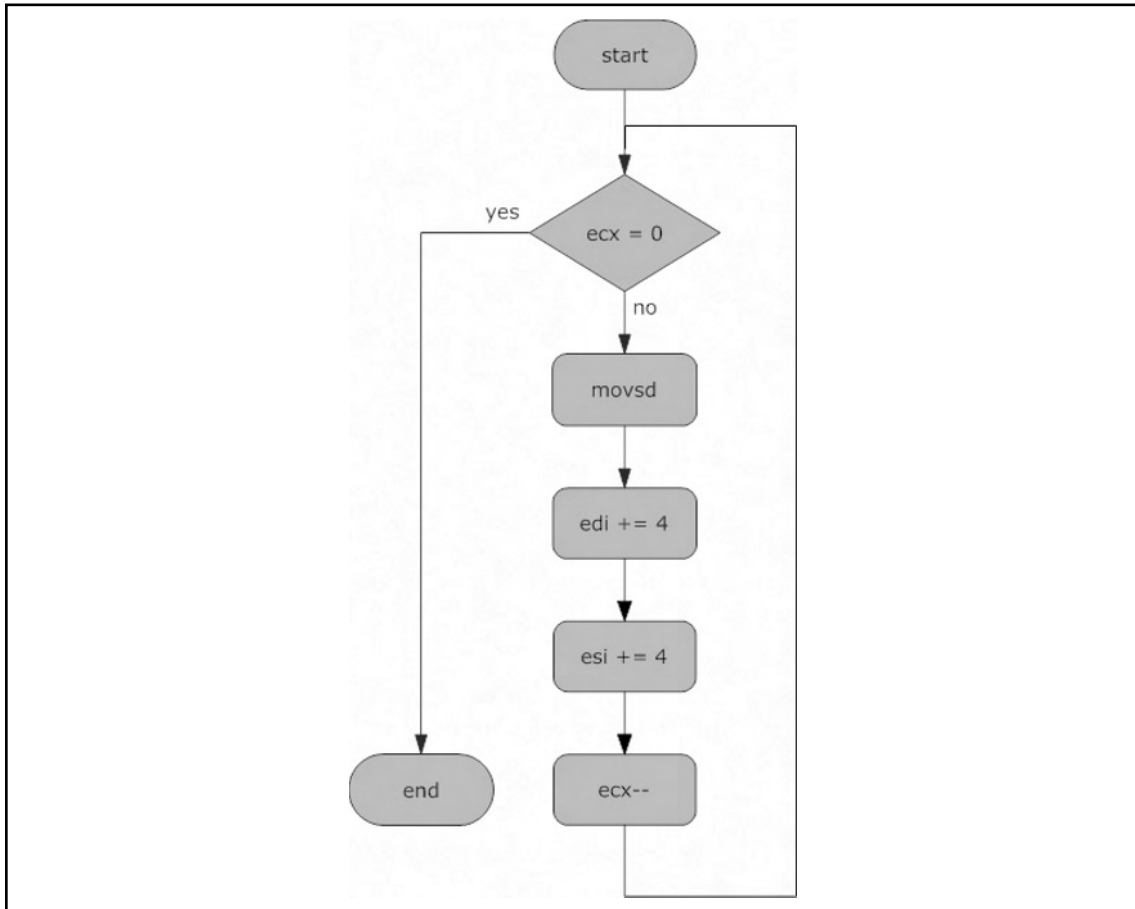 start
yes
ecx = 0
no
movsd
edi += 4
esi += 4
end
ecx--